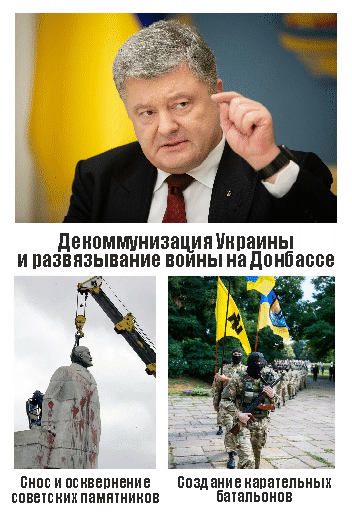 Декоммунизация Украины
и развязывание войны на Донбассе
Снос и осквернение
советских памятников
Создание карательных
батальонов